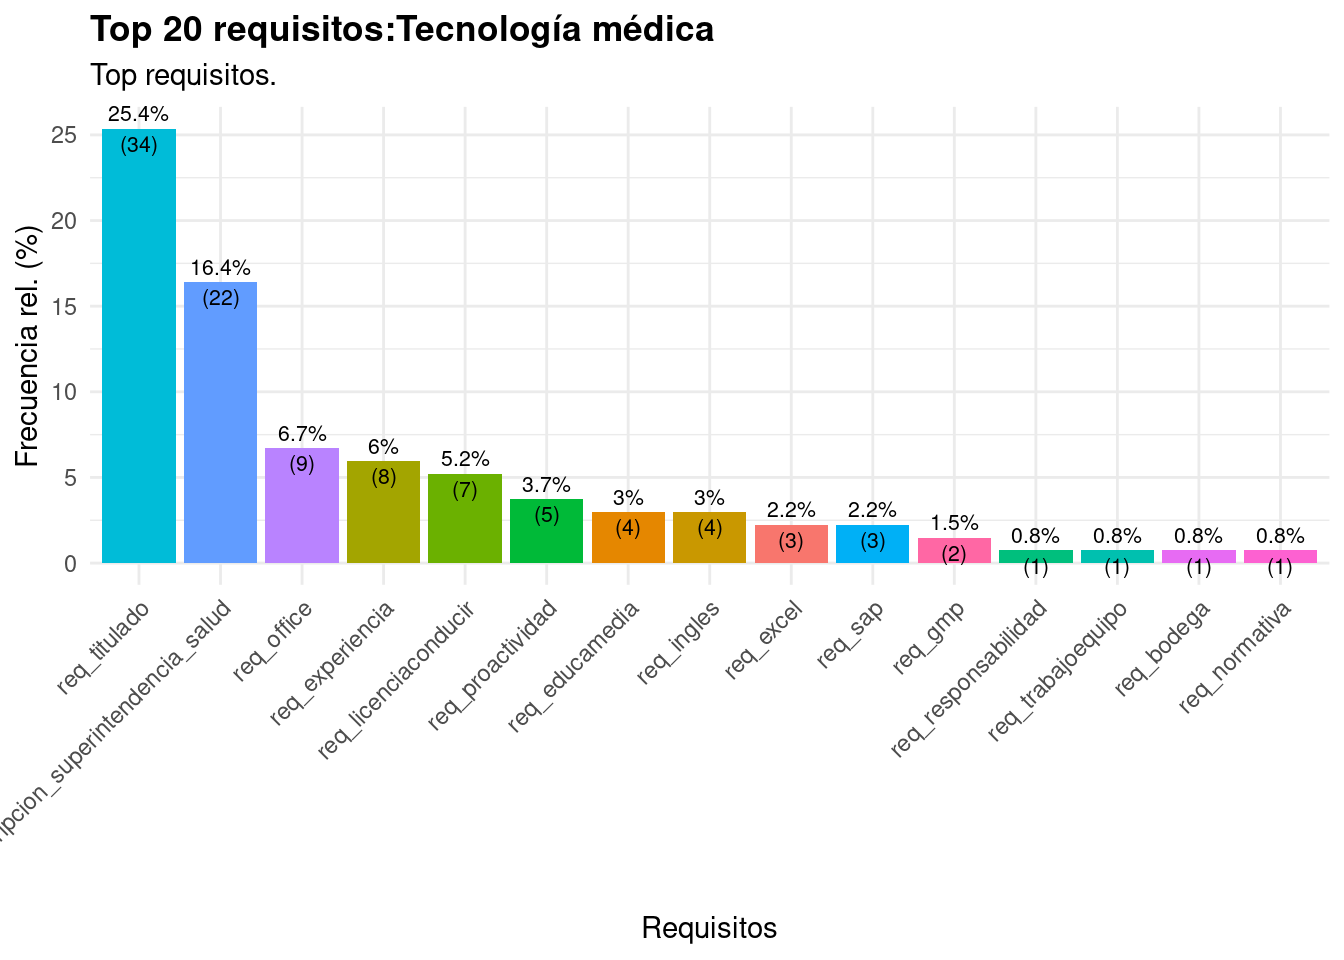 Top 20 requisitos:Tecnología médica
Top requisitos.
Frecuencia rel. (%)
25
20
15
10
5
0
25.4%
(34)
16.4%
(22)
6.7%
(9)
6%
(8)
5.2%
(7)
3.7%
(5)
3%
(4)
3%
(4)
2.2%
(3)
2.2%
(3)
1.5%
(2)
0.8%
(1)
0.8%
(1)
0.8%
(1)
0.8%
(1)
req_titulado
ipcion_superintendencia_salud
req_office
req_experiencia
req_licenciaconducir
req_proactividad
req_educamedia
req_ingles
req_excel
req_sap
req_gmp
req_responsabilidad
req_trabajoequipo
req_bodega
req_normativa
Requisitos